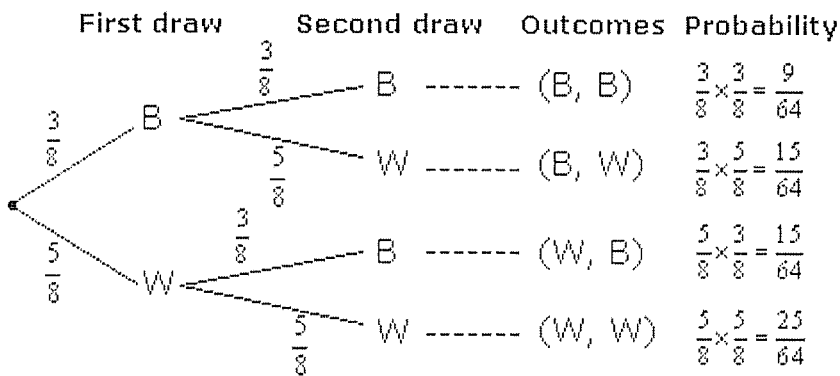 First draw Second draw Outcomes Probability
3/8 B 3/8 B ------- (B, B) 3/8 × 3/8 = 9/64
5/8 W ------- (B, W) 3/8 × 5/8 = 15/64
5/8 W 3/8 B ------- (W, B) 5/8 × 3/8 = 15/64
5/8 W ------- (W, W) 5/8 × 5/8 = 25/64